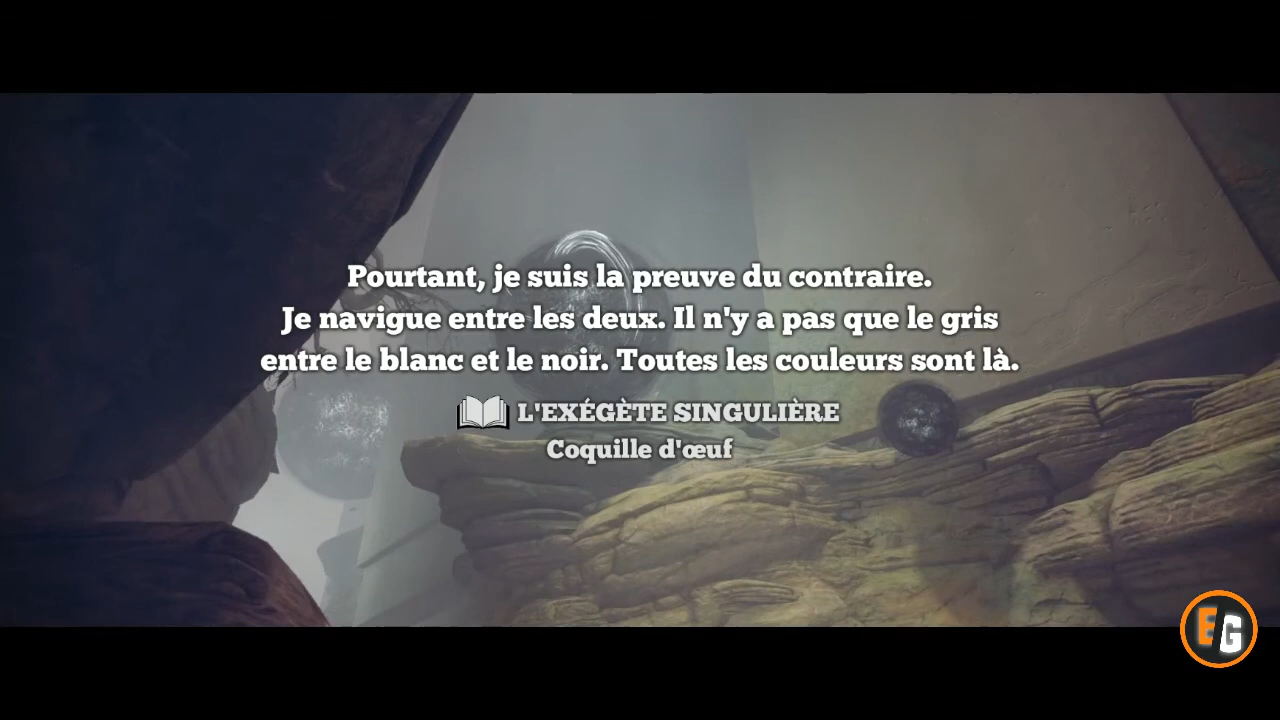 Pourtant, je suis la preuve du contraire.
Je navigue entre les deux. Il n'y a pas que le gris
entre le blanc et le noir. Toutes les couleurs sont là.
L'EXÉGÈTE SINGULIÈRE
Coquille d'œuf
EG